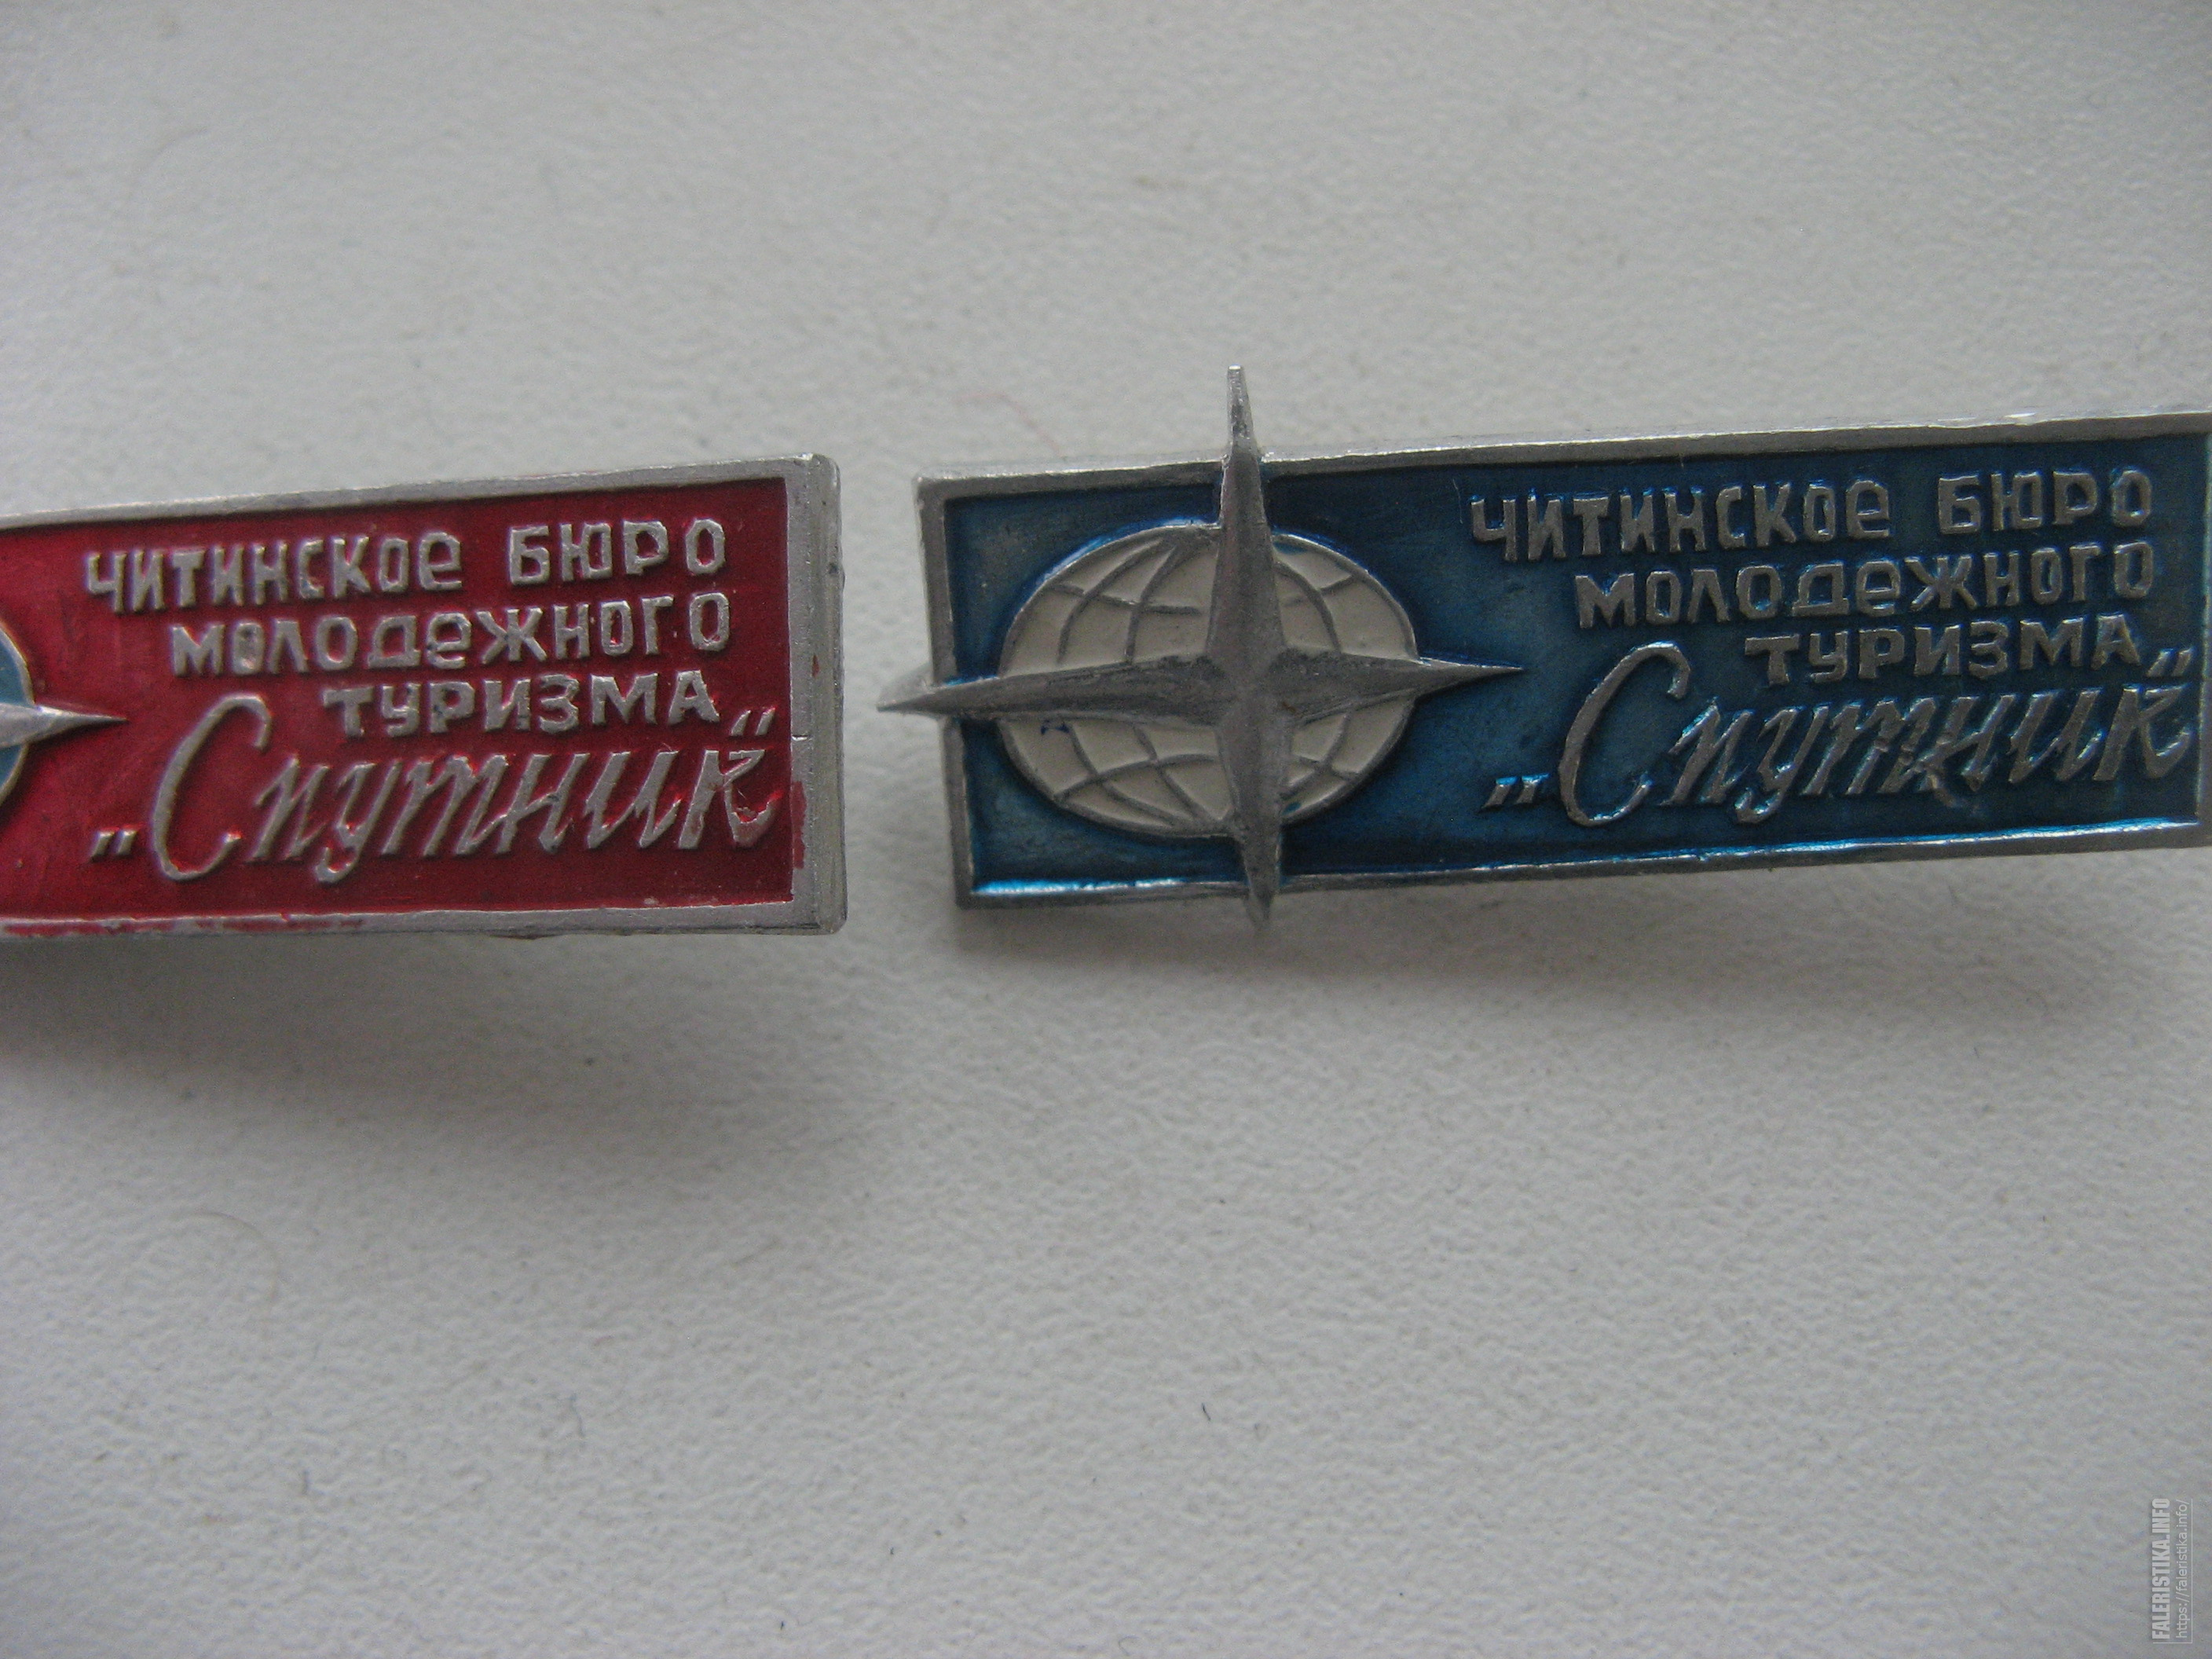 ЧИТИНСКОЕ БЮРО
МОЛОДЕЖНОГО
ТУРИЗМА
„Спутник“
ЧИТИНСКОЕ БЮРО
МОЛОДЕЖНОГО
ТУРИЗМА
„Спутник“
FALERISTIKA.INFO
https://faleristika.info/